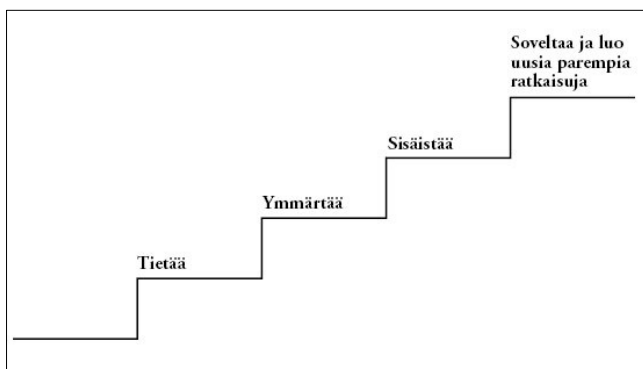 Soveltaa ja luo
uusia parempia
ratkaisuja
Sisäistää
Ymmärtää
Tietää